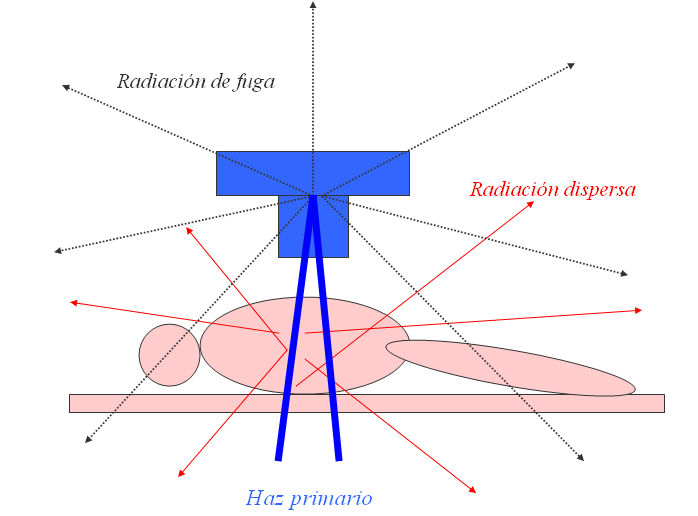 Radiación de fuga
Radiación dispersa
Haz primario